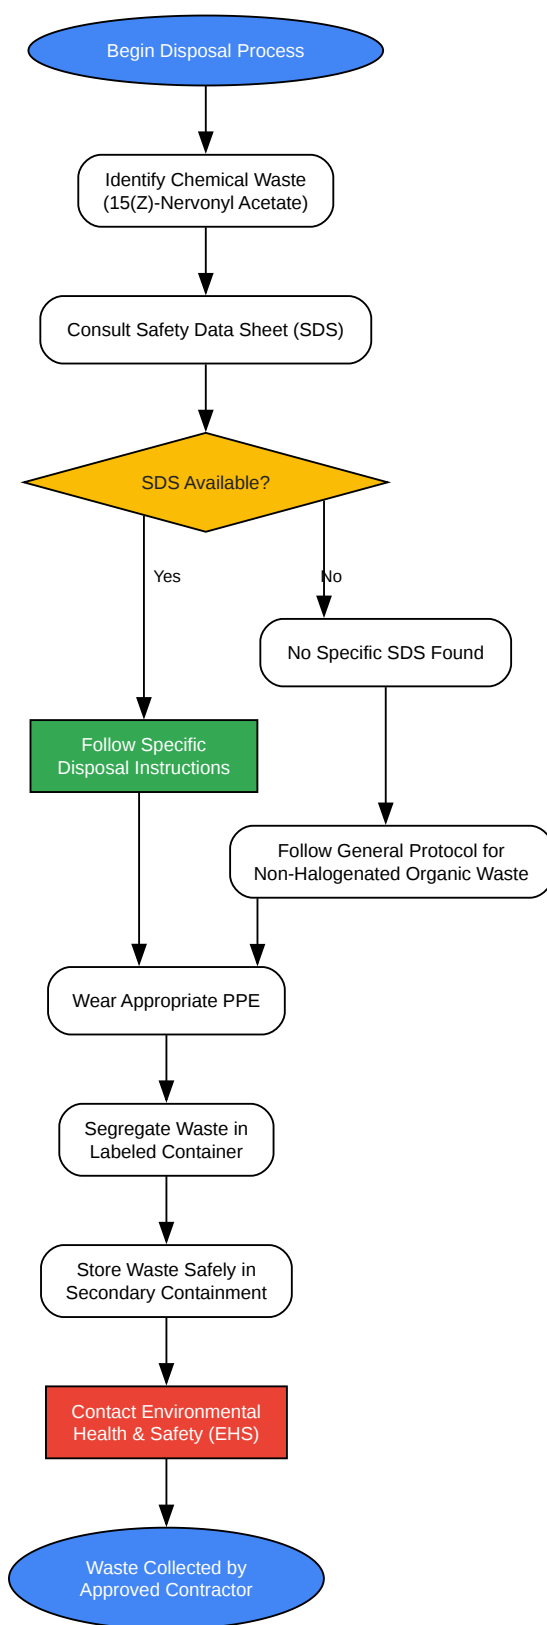 Begin Disposal Process
Identify Chemical Waste
(15(Z)-Nervonyl Acetate)
Consult Safety Data Sheet (SDS)
SDS Available?
Yes
No
No Specific SDS Found
Follow Specific
Disposal Instructions
Follow General Protocol for
Non-Halogenated Organic Waste
Wear Appropriate PPE
Segregate Waste in
Labeled Container
Store Waste Safely in
Secondary Containment
Contact Environmental
Health & Safety (EHS)
Waste Collected by
Approved Contractor